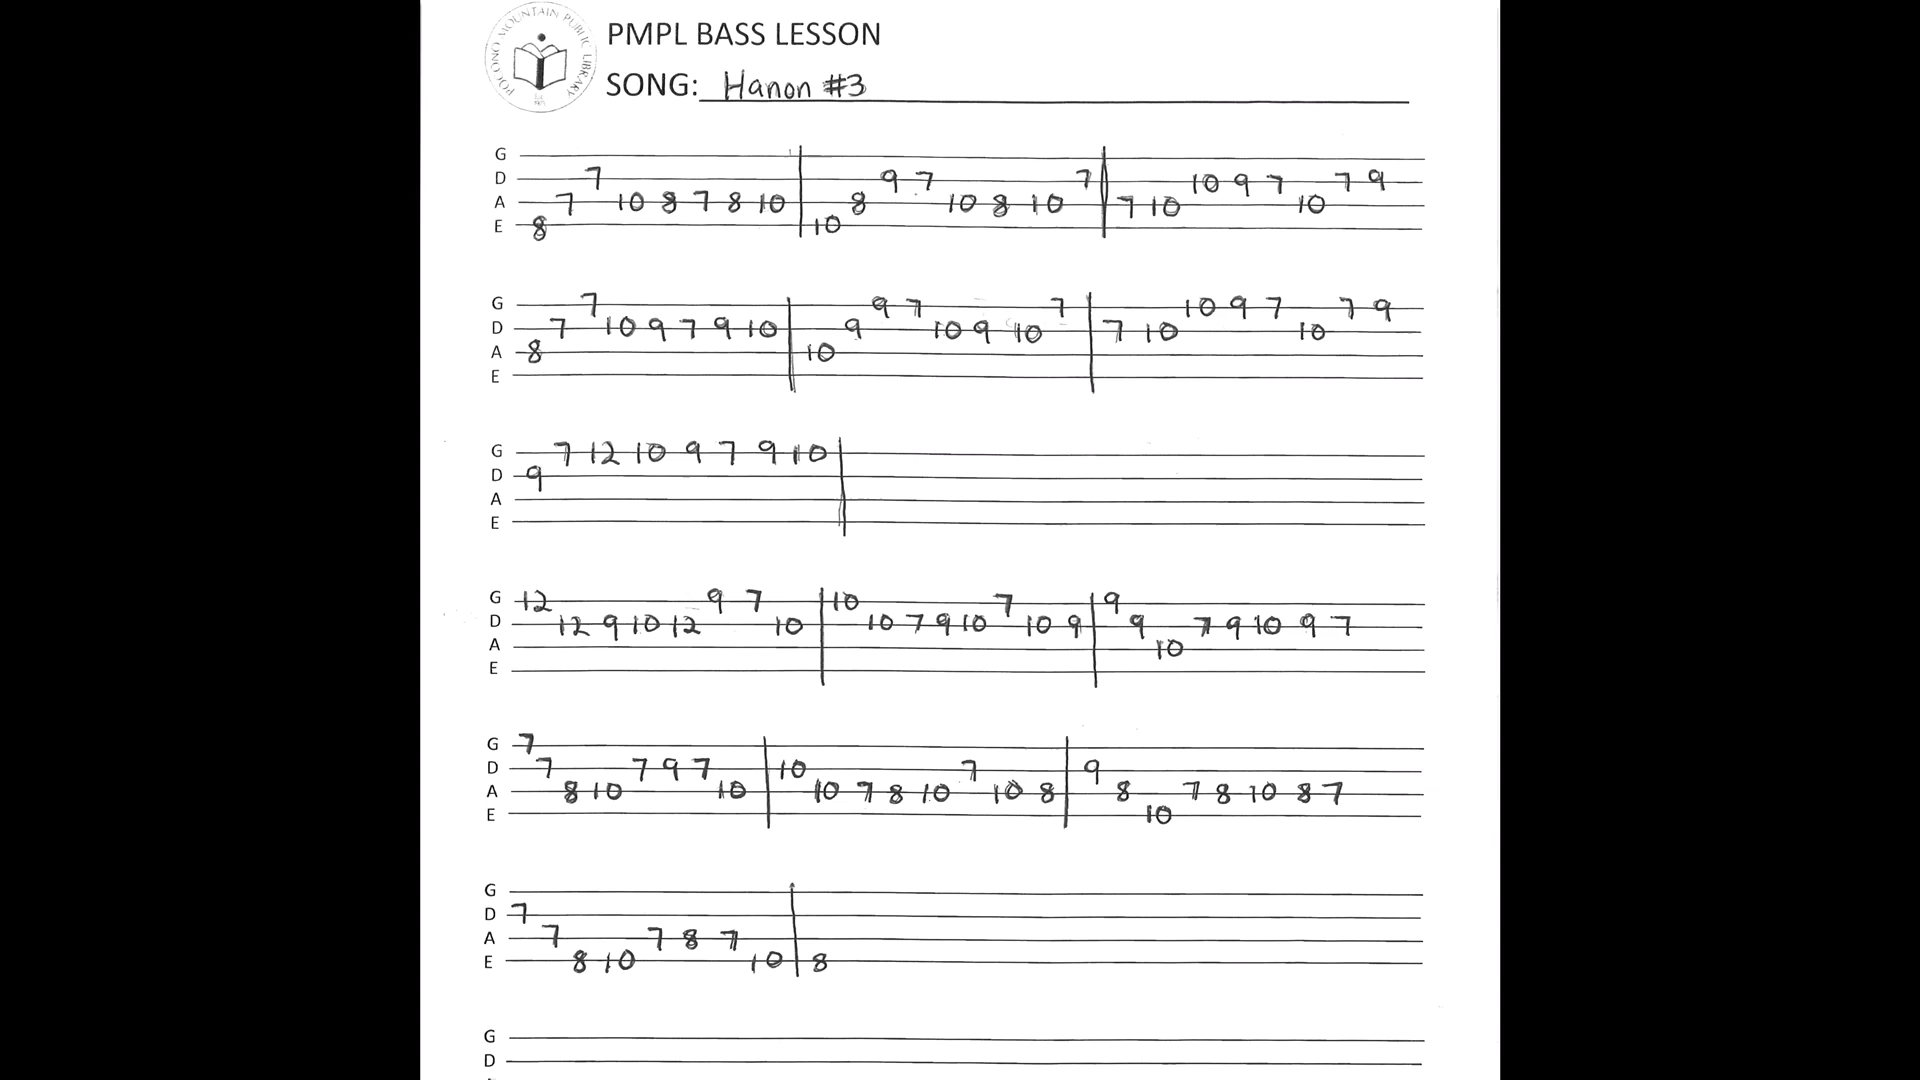 POCONO MOUNTAIN PUBLIC LIBRARY
PMPL BASS LESSON
SONG: Hanon #3
G
D 7 9 7 7 10 9 7 7 9
A 7 10 8 7 8 10 8 10 8 10 7 10 10
E 8 10
G 7 9 7 7 10 9 7 7 9
D 7 10 9 7 9 10 9 10 9 10 7 10 10
A 8 10
E
G 7 12 10 9 7 9 10
D 9
A
E
G 12 9 7 10 7 9
D 12 9 10 12 10 10 7 9 10 10 9 9 7 9 10 9 7
A 10
E
G 7
D 7 7 9 7 10 7 9
A 8 10 10 10 7 8 10 10 8 8 7 8 10 8 7
E 10
G
D 7
A 7 7 8 7
E 8 10 10 8
G
D